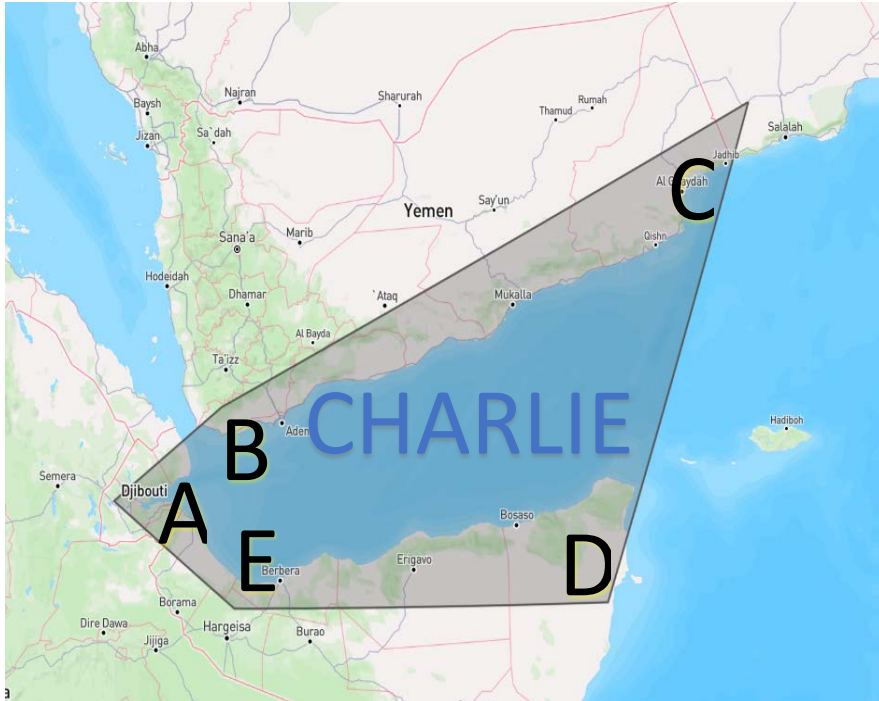 Abha
Najran
Sharurah
Rumah
Thamud
Baysh
Salalah
Sa`dah
Jizan
Jadhib
C
Say'un
Yemen
Qishn
Sana'a
Marib
Hodeidah
Dhamar
`Ataq
Mukalla
Al Bayda
Ta'izz
CHARLIE
B
Aden
Hadiboh
Semera
Djibouti
A
Bosaso
E
D
Erigavo
Berbera
Borama
Dire Dawa
Hargeisa
Burao
Jijiga
a